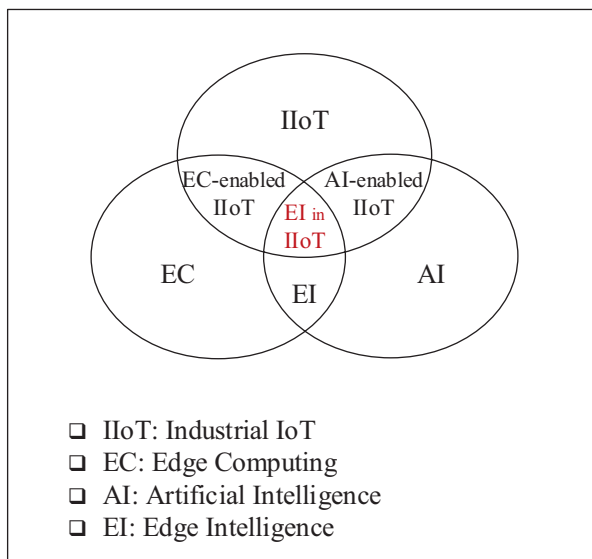 IIoT
EC-enabled
IIoT
AI-enabled
IIoT
EI in
IIoT
EC
EI
AI
❑ IIoT: Industrial IoT
❑ EC: Edge Computing
❑ AI: Artificial Intelligence
❑ EI: Edge Intelligence